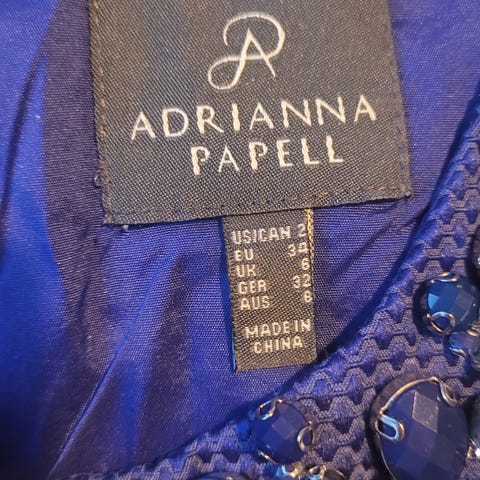 ADRIANNA
PAPELL
US|CAN 2
EU 34
UK 6
GER 32
AUS 6
MADE IN
CHINA